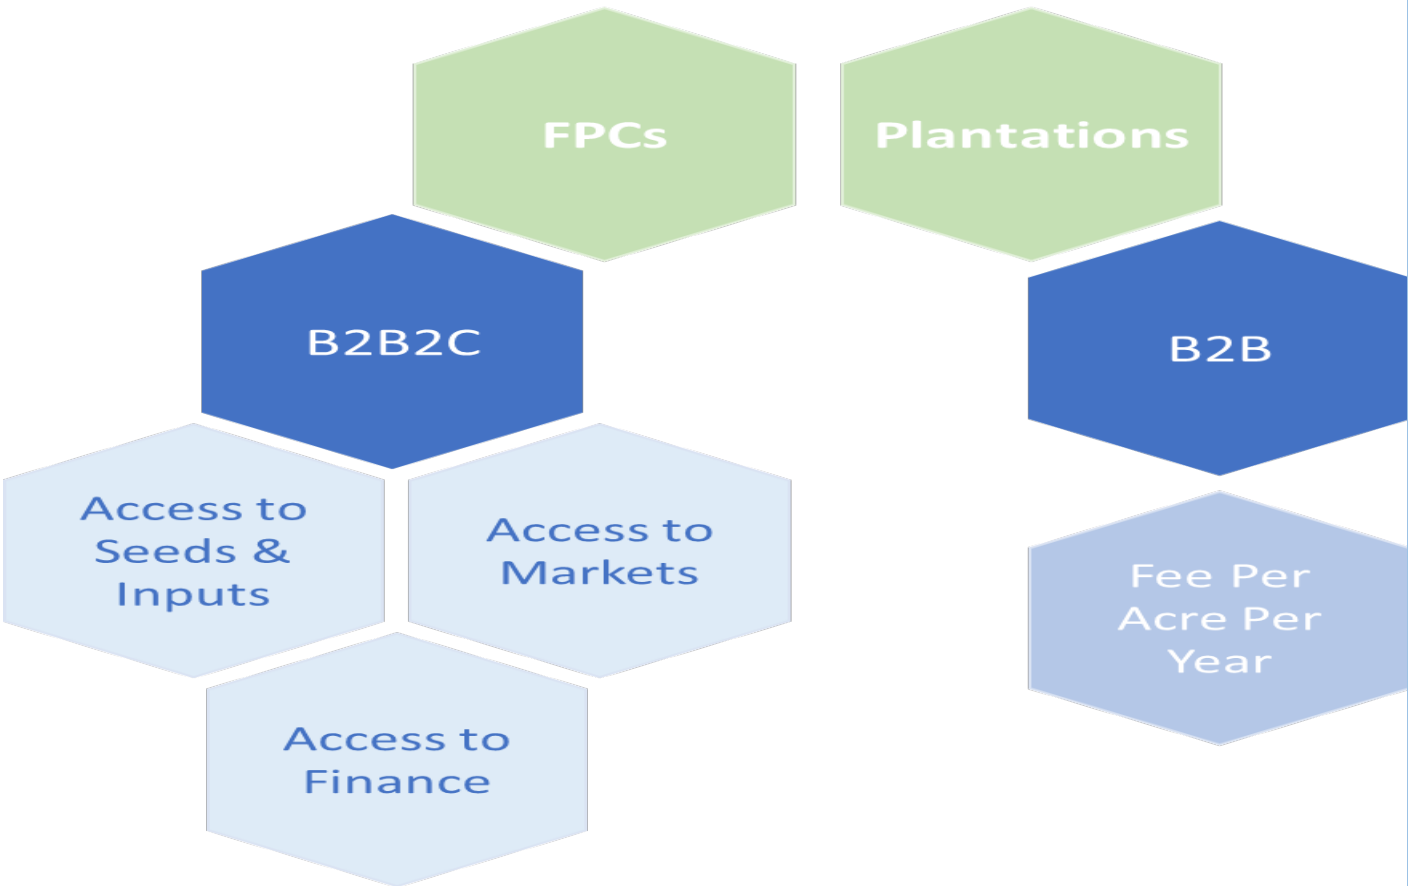 FPCs
Plantations
B2B2C
B2B
Access to
Seeds &
Inputs
Access to
Markets
Fee Per
Acre Per
Year
Access to
Finance